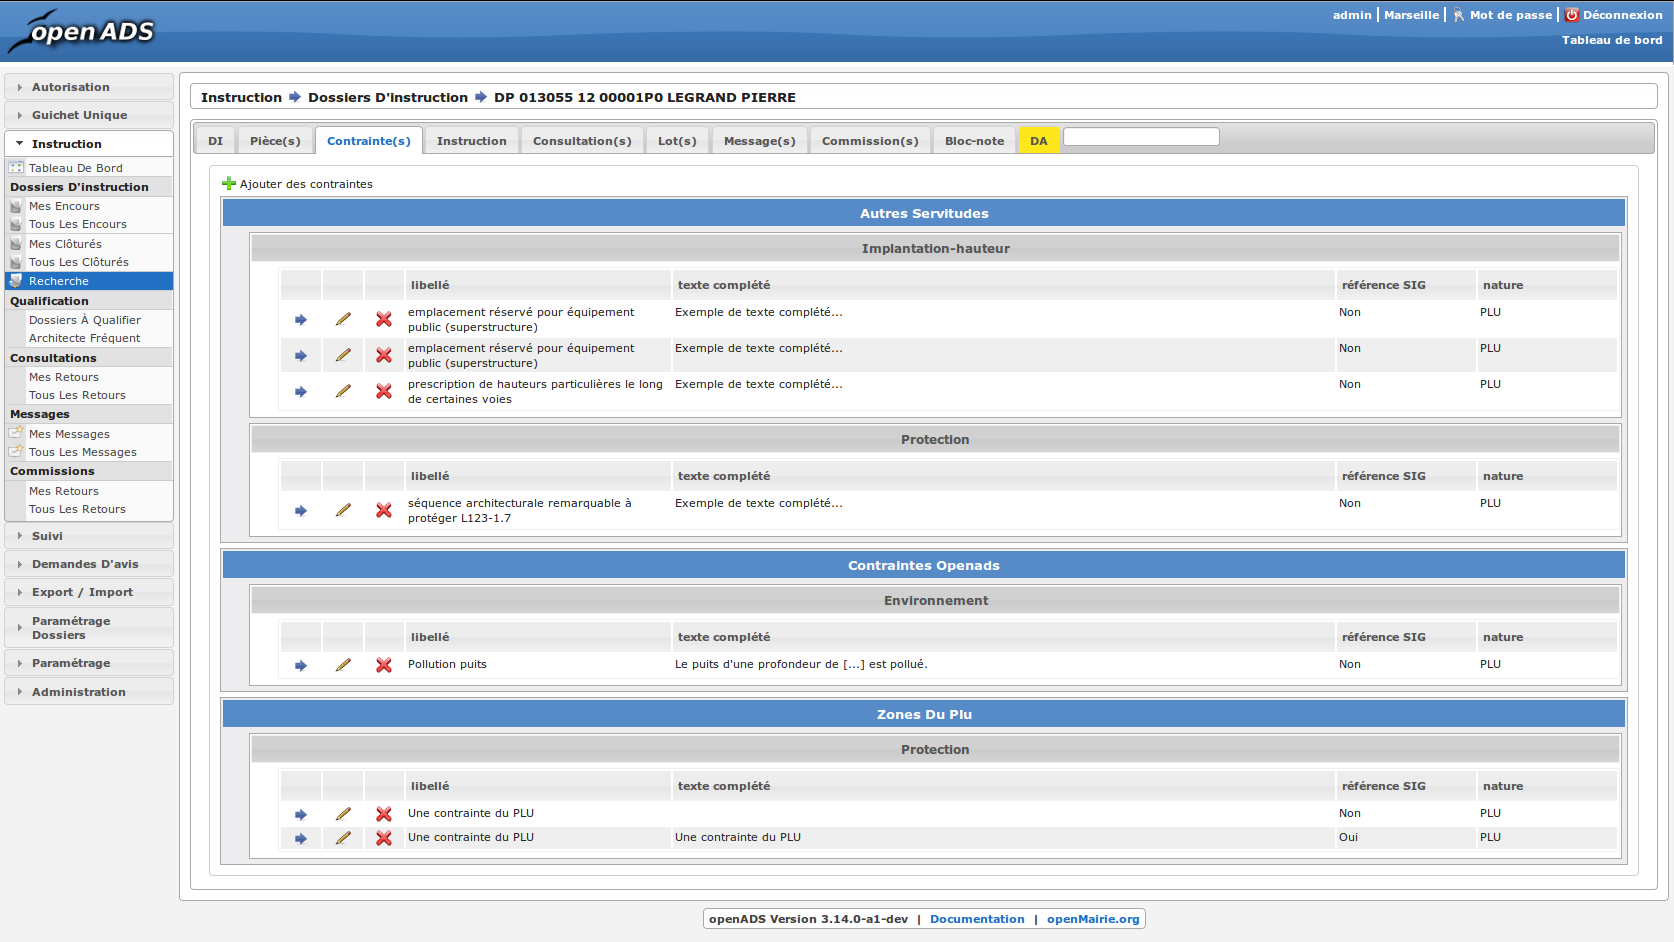 open ADS
admin | Marseille | Mot de passe | Déconnexion
Tableau de bord
Autorisation
Guichet Unique
Instruction
Tableau De Bord
Dossiers D'instruction
Mes Encours
Tous Les Encours
Mes Clôturés
Tous Les Clôturés
Recherche
Qualification
Dossiers À Qualifier
Architecte Fréquent
Consultations
Mes Retours
Tous Les Retours
Messages
Mes Messages
Tous Les Messages
Commissions
Mes Retours
Tous Les Retours
Suivi
Demandes D'avis
Export / Import
Paramétrage
Dossiers
Paramétrage
Administration
Instruction Dossiers D'instruction DP 013055 12 00001P0 LEGRAND PIERRE
DI Pièce(s) Contrainte(s) Instruction Consultation(s) Lot(s) Message(s) Commission(s) Bloc-note DA
Ajouter des contraintes
Autres Servitudes
Implantation-hauteur
libellé texte complété référence SIG nature
emplacement réservé pour équipement Exemple de texte complété... Non PLU
public (superstructure)
emplacement réservé pour équipement Exemple de texte complété... Non PLU
public (superstructure)
prescription de hauteurs particulières le long Exemple de texte complété... Non PLU
de certaines voies
Protection
libellé texte complété référence SIG nature
séquence architecturale remarquable à Exemple de texte complété... Non PLU
protéger L123-1.7
Contraintes Openads
Environnement
libellé texte complété référence SIG nature
Pollution puits Le puits d'une profondeur de [...] est pollué. Non PLU
Zones Du Plu
Protection
libellé texte complété référence SIG nature
Une contrainte du PLU Non PLU
Une contrainte du PLU Une contrainte du PLU Oui PLU
openADS Version 3.14.0-a1-dev | Documentation | openMairie.org